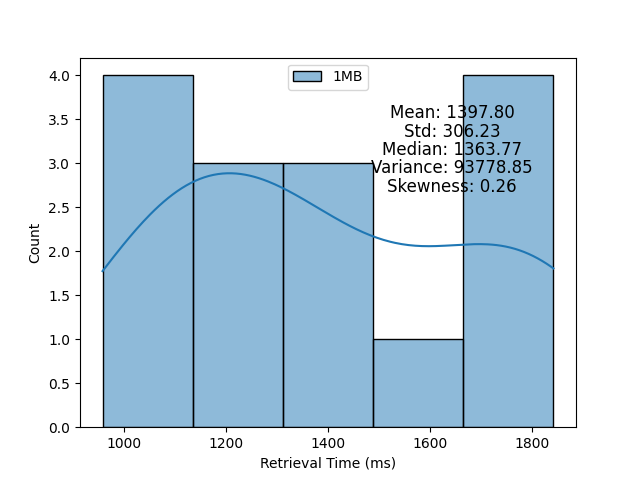 1MB
Mean: 1397.80
Std: 306.23
Median: 1363.77
Variance: 93778.85
Skewness: 0.26
4.0
3.5
3.0
2.5
2.0
1.5
1.0
0.5
0.0
Count
1000 1200 1400 1600 1800
Retrieval Time (ms)